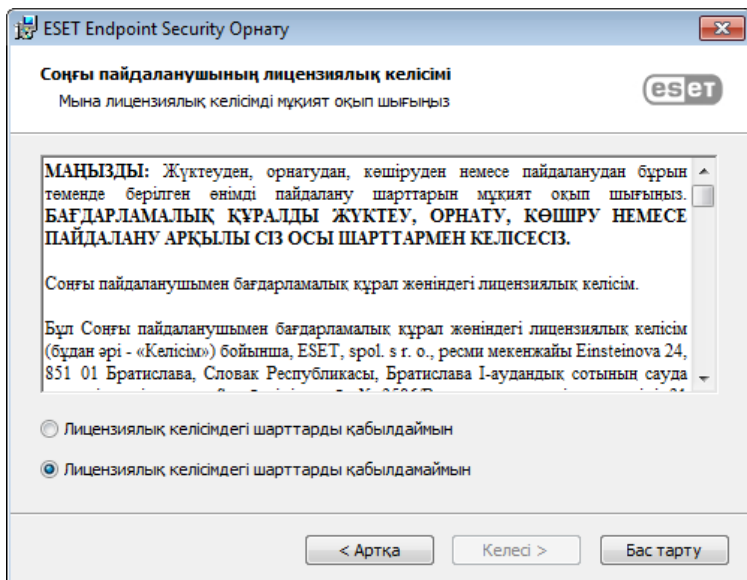 ESET Endpoint Security Орнату
Соңғы пайдаланушының лицензиялық келісімі
Мына лицензиялық келісімді мұқият оқып шығыңыз
eseT
МАҢЫЗДЫ: Жүктеуден, орнатудан, көшіруден немесе пайдаланудан бұрын
төменде берілген өнімді пайдалану шарттарын мұқият оқып шығыңыз.
БАҒДАРЛАМАЛЫҚ ҚҰРАЛДЫ ЖҮКТЕУ, ОРНАТУ, КӨШІРУ НЕМЕСЕ
ПАЙДАЛАНУ АРҚЫЛЫ СІЗ ОСЫ ШАРТТАРМЕН КЕЛІСЕСІЗ.
Соңғы пайдаланушымен бағдарламалық құрал жөніндегі лицензиялық келісім.
Бұл Соңғы пайдаланушымен бағдарламалық құрал жөніндегі лицензиялық келісім
(бұдан әрі - «Келісім») бойынша, ESET, spol. s r. o., ресми мекенжайы Einsteinova 24,
851 01 Братислава, Словак Республикасы, Братислава I-аудандық сотының сауда
Лицензиялық келісімдегі шарттарды қабылдаймын
Лицензиялық келісімдегі шарттарды қабылдамаймын
< Артқа
Келесі >
Бас тарту